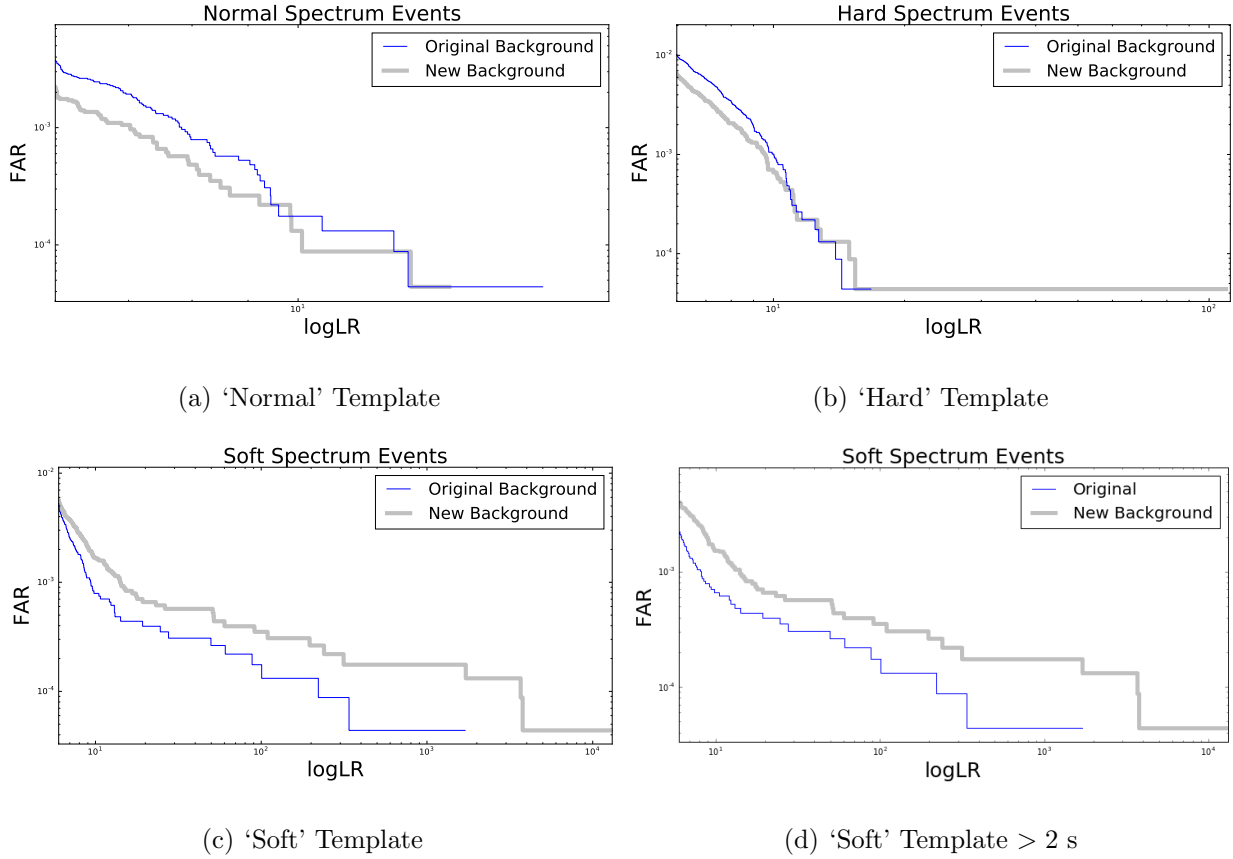 Normal Spectrum Events
Original Background
New Background
FAR
10⁻³
10⁻⁴
10¹
logLR
(a) ‘Normal’ Template
Hard Spectrum Events
Original Background
New Background
FAR
10⁻²
10⁻³
10⁻⁴
10¹
10²
logLR
(b) ‘Hard’ Template
Soft Spectrum Events
Original Background
New Background
FAR
10⁻²
10⁻³
10⁻⁴
10¹
10²
10³
10⁴
logLR
(c) ‘Soft’ Template
Soft Spectrum Events
Original
New Background
FAR
10⁻³
10⁻⁴
10¹
10²
10³
10⁴
logLR
(d) ‘Soft’ Template > 2 s